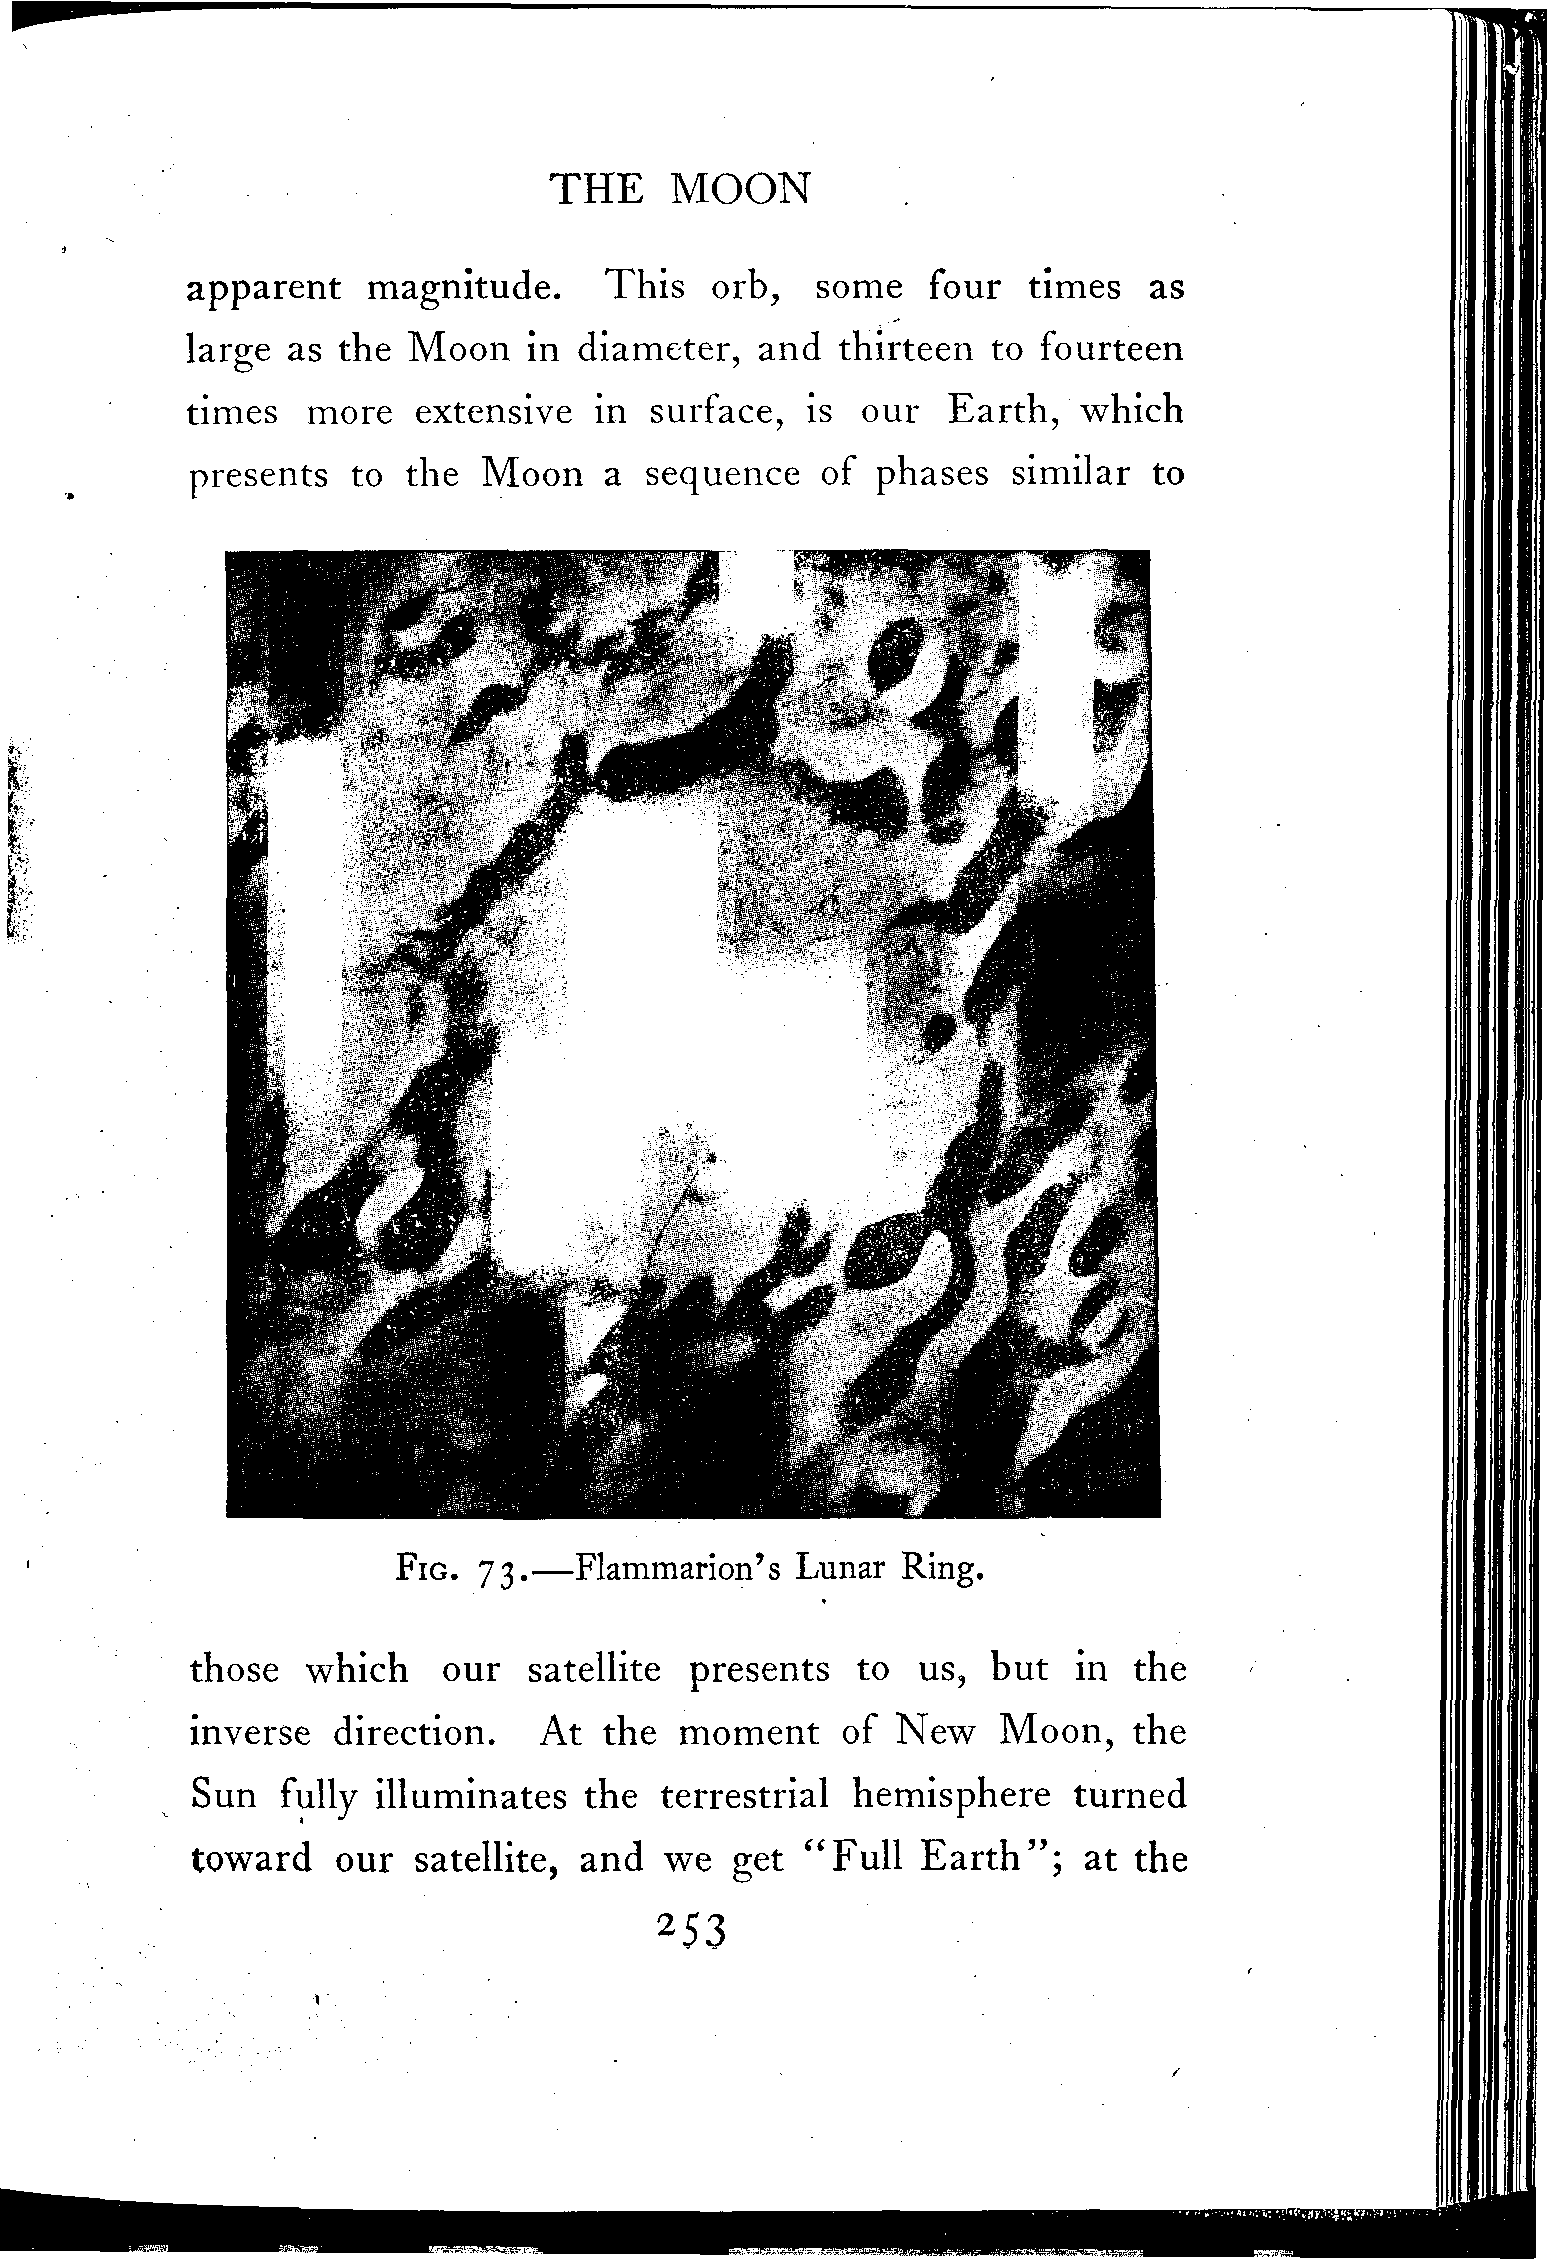 THE MOON
apparent magnitude. This orb, some four times as
large as the Moon in diameter, and thirteen to fourteen
times more extensive in surface, is our Earth, which
presents to the Moon a sequence of phases similar to
Fig. 73.—Flammarion's Lunar Ring.
those which our satellite presents to us, but in the
inverse direction. At the moment of New Moon, the
Sun fully illuminates the terrestrial hemisphere turned
toward our satellite, and we get “Full Earth”; at the
253